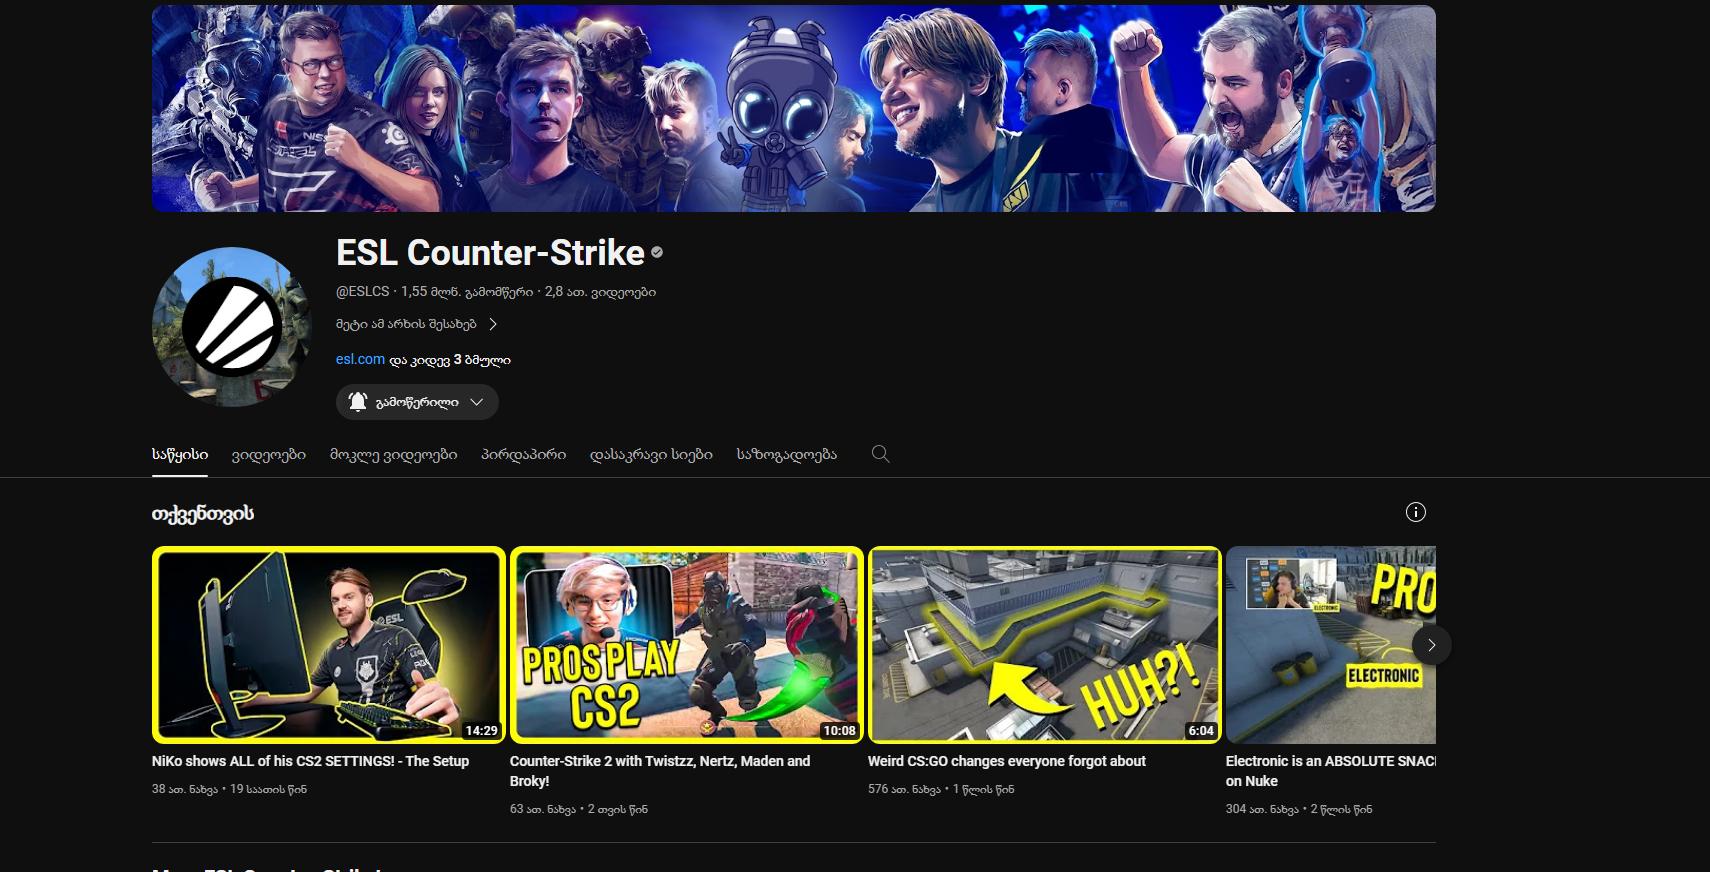 ESL Counter-Strike
@ESLCS · 1,55 მლნ. გამომწერი · 2,8 ათ. ვიდეოები
მეტი ამ არხის შესახებ
esl.com და კიდევ 3 ბმული
გამოწერილი
საწყისი ვიდეოები მოკლე ვიდეოები პირდაპირი დასაკრავი სიები საზოგადოება
თქვენთვის
ESL
14:29
PROS PLAY
CS2
10:08
HUH?!
6:04
PRO
ELECTRONIC
ELECTRONIC
NiKo shows ALL of his CS2 SETTINGS! - The Setup
38 ათ. ნახვა • 19 საათის წინ
Counter-Strike 2 with Twistzz, Nertz, Maden and
Broky!
63 ათ. ნახვა • 2 თვის წინ
Weird CS:GO changes everyone forgot about
576 ათ. ნახვა • 1 წლის წინ
Electronic is an ABSOLUTE SNAC
on Nuke
304 ათ. ნახვა • 2 წლის წინ